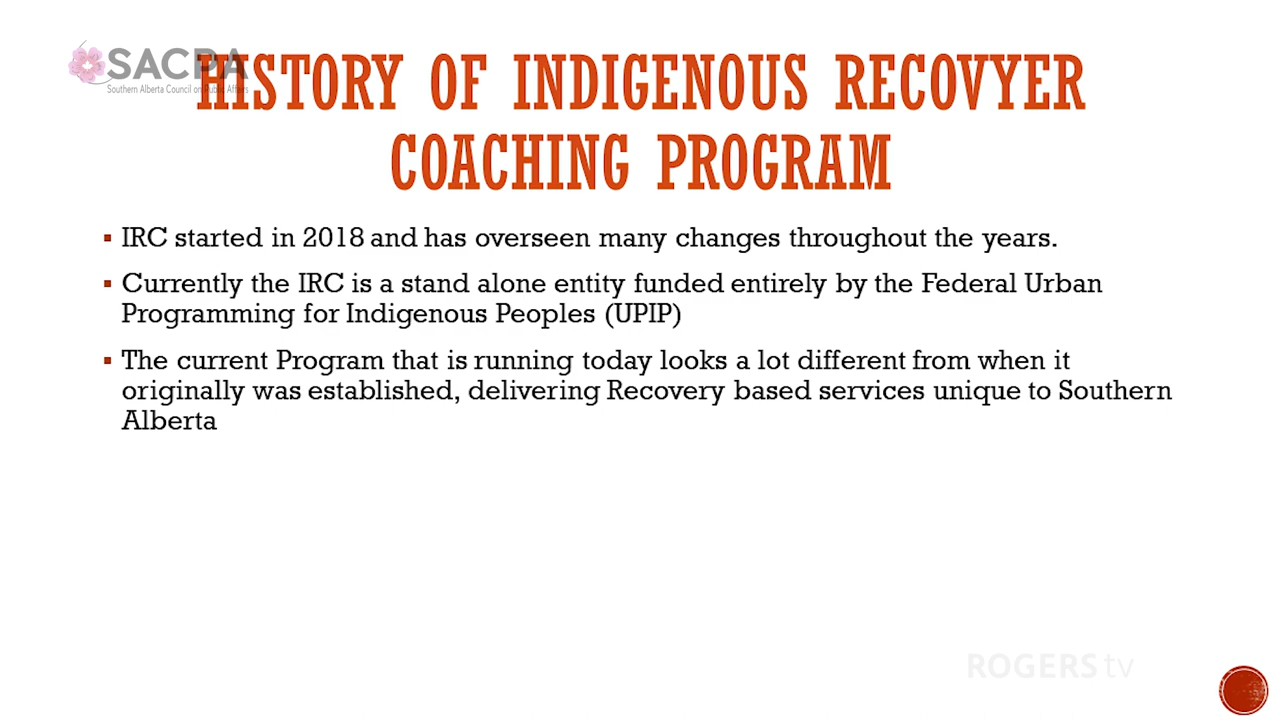 SACPA
Southern Alberta Council on Public Affairs
HISTORY OF INDIGENOUS RECOVYER
COACHING PROGRAM
▪ IRC started in 2018 and has overseen many changes throughout the years.
▪ Currently the IRC is a stand alone entity funded entirely by the Federal Urban
Programming for Indigenous Peoples (UPIP)
▪ The current Program that is running today looks a lot different from when it
originally was established, delivering Recovery based services unique to Southern
Alberta
ROGERS tv